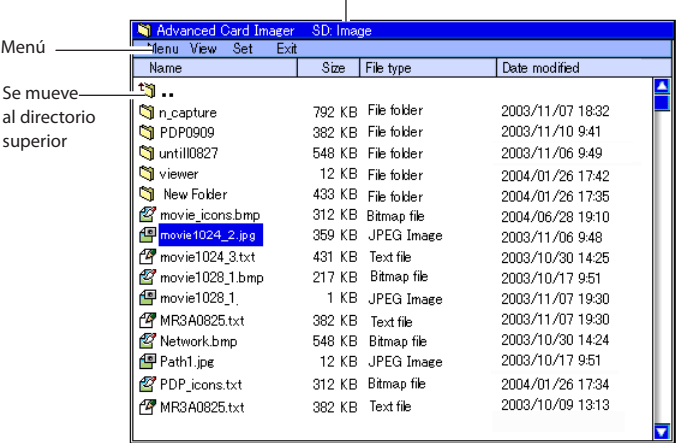 Advanced Card Imager SD: Image
Menú
Menu View Set Exit
Name Size File type Date modified
Se mueve
al directorio
superior
..
n_capture 792 KB File folder 2003/11/07 18:32
PDP0909 382 KB File folder 2003/11/10 9:41
untill0827 548 KB File folder 2003/11/06 9:49
viewer 12 KB File folder 2004/01/26 17:42
New Folder 433 KB File folder 2004/01/26 17:35
movie_icons.bmp 312 KB Bitmap file 2004/06/28 19:10
movie1024_2.jpg 359 KB JPEG Image 2003/11/06 9:48
movie1024_3.txt 431 KB Text file 2003/10/30 14:25
movie1028_1.bmp 217 KB Bitmap file 2003/10/17 9:51
movie1028_1. 1 KB JPEG Image 2003/11/07 19:30
MR3A0825.txt 382 KB Text file 2003/11/07 19:30
Network.bmp 548 KB Bitmap file 2003/10/30 14:24
Path1.jpg 12 KB JPEG Image 2003/10/17 9:51
PDP_icons.txt 312 KB Bitmap file 2004/01/26 17:34
MR3A0825.txt 382 KB Text file 2003/10/09 13:13